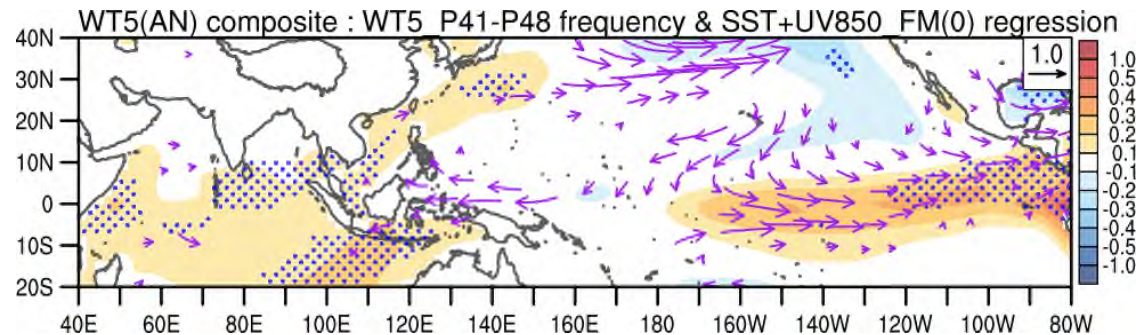 WT5(AN) composite : WT5_P41-P48 frequency & SST+UV850_FM(0) regression
40N
30N
20N
10N
0
10S
20S
1.0
1.0
0.5
0.4
0.3
0.2
0.1
-0.1
-0.2
-0.3
-0.4
-0.5
-1.0
40E 60E 80E 100E 120E 140E 160E 180 160W 140W 120W 100W 80W